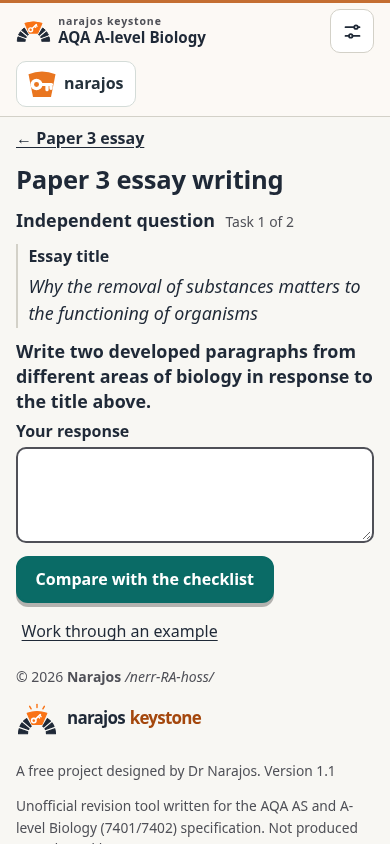 narajos keystone
AQA A-level Biology
narajos
← Paper 3 essay
Paper 3 essay writing
Independent question Task 1 of 2
Essay title
Why the removal of substances matters to
the functioning of organisms
Write two developed paragraphs from
different areas of biology in response to
the title above.
Your response
Compare with the checklist
Work through an example
© 2026 Narajos /nerr-RA-hoss/
narajos keystone
A free project designed by Dr Narajos. Version 1.1
Unofficial revision tool written for the AQA AS and A-
level Biology (7401/7402) specification. Not produced